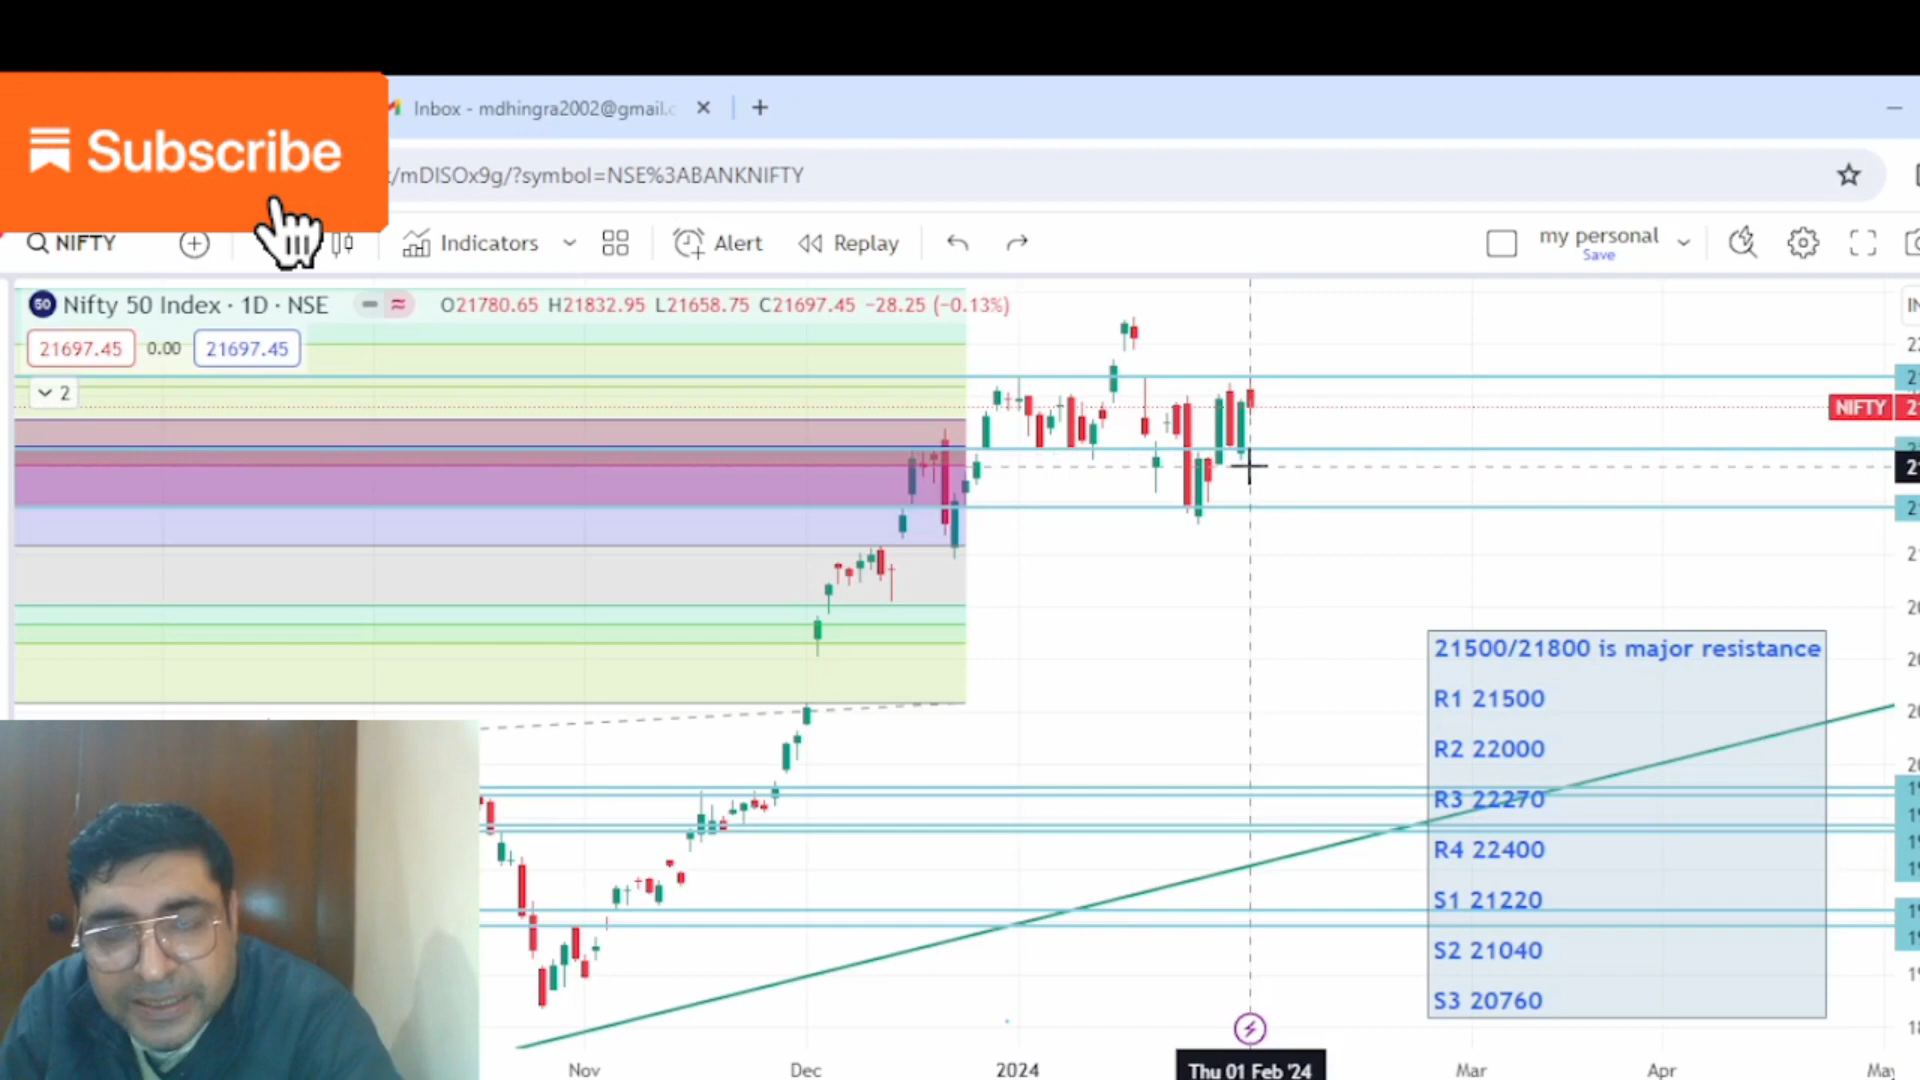 Inbox - mdhingra2002@gmail.c
Subscribe
/mDISOx9g/?symbol=NSE%3ABANKNIFTY
NIFTY
Indicators
Alert
Replay
my personal
Save
50 Nifty 50 Index · 1D · NSE
O21780.65 H21832.95 L21658.75 C21697.45 −28.25 (−0.13%)
21697.45 0.00 21697.45
2
NIFTY
21500/21800 is major resistance
R1 21500
R2 22000
R3 22270
R4 22400
S1 21220
S2 21040
S3 20760
Nov Dec 2024 Thu 01 Feb '24 Mar Apr May